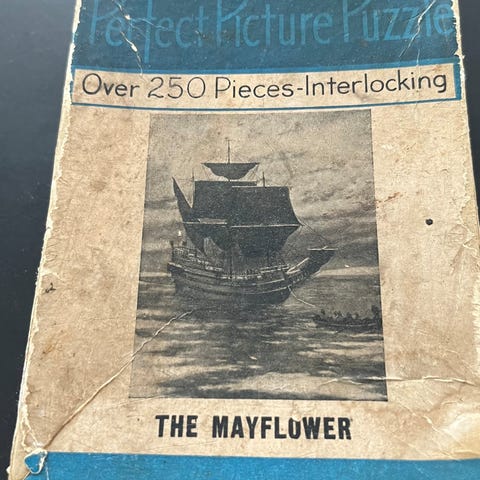 Perfect Picture Puzzle
Over 250 Pieces-Interlocking
THE MAYFLOWER